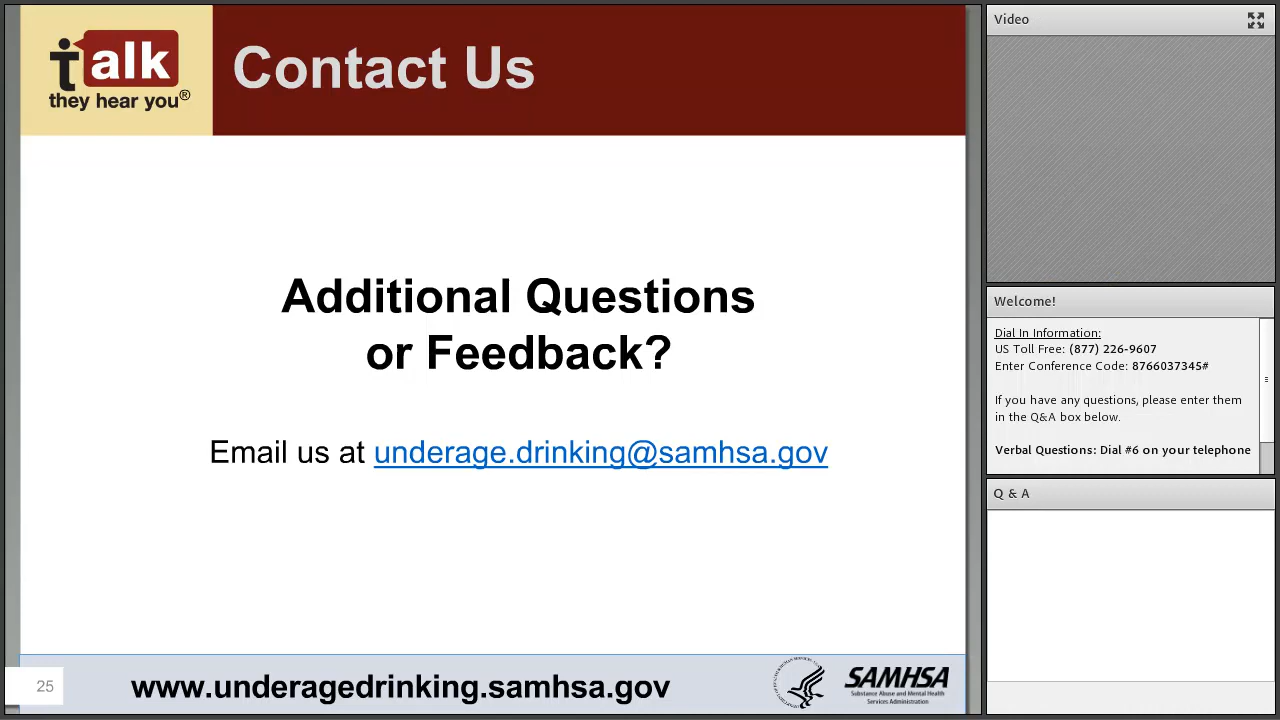 talk
they hear you®
Contact Us
Additional Questions
or Feedback?
Email us at underage.drinking@samhsa.gov
25
www.underagedrinking.samhsa.gov
SAMHSA
Substance Abuse and Mental Health
Services Administration
Video
Welcome!
Dial In Information:
US Toll Free: (877) 226-9607
Enter Conference Code: 8766037345#
If you have any questions, please enter them
in the Q&A box below.
Verbal Questions: Dial #6 on your telephone
Q & A